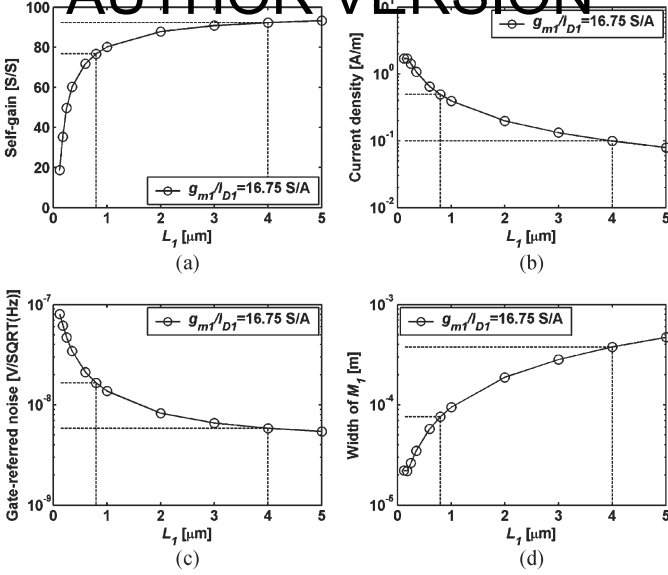 AUTHOR VERSION
100
80
60
40
20
0
Self-gain [S/S]
g_m1/I_D1=16.75 S/A
0 1 2 3 4 5
L_1 [μm]
(a)
10^0
10^-1
10^-2
Current density [A/m]
g_m1/I_D1=16.75 S/A
0 1 2 3 4 5
L_1 [μm]
(b)
10^-7
10^-8
10^-9
Gate-referred noise [V/SQRT(Hz)]
g_m1/I_D1=16.75 S/A
0 1 2 3 4 5
L_1 [μm]
(c)
10^-3
10^-4
10^-6
Width of M_1 [m]
g_m1/I_D1=16.75 S/A
0 1 2 3 4 5
L_1 [μm]
(d)